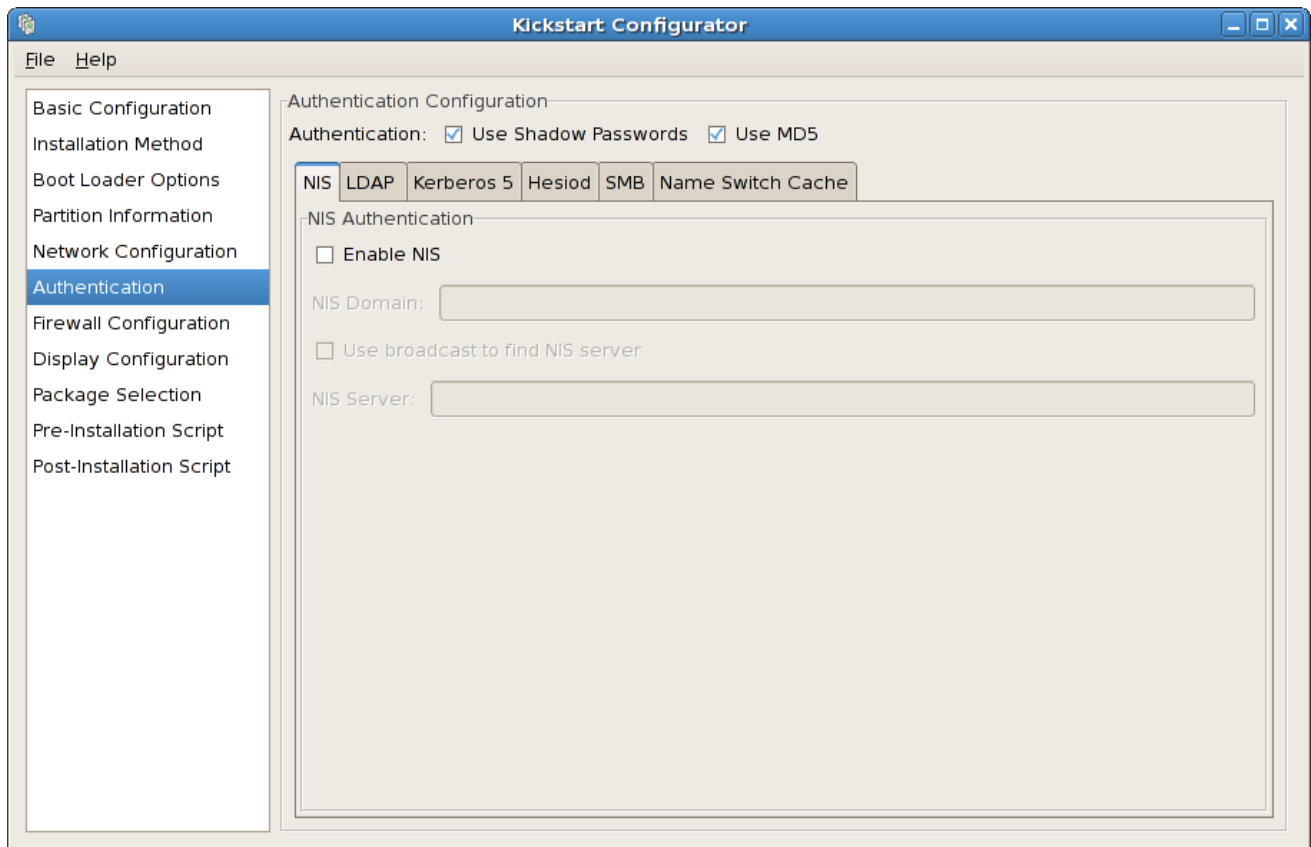 Kickstart Configurator
File Help
Basic Configuration
Installation Method
Boot Loader Options
Partition Information
Network Configuration
Authentication
Firewall Configuration
Display Configuration
Package Selection
Pre-Installation Script
Post-Installation Script
Authentication Configuration
Authentication: Use Shadow Passwords Use MD5
NIS LDAP Kerberos 5 Hesiod SMB Name Switch Cache
NIS Authentication
Enable NIS
NIS Domain:
Use broadcast to find NIS server
NIS Server: